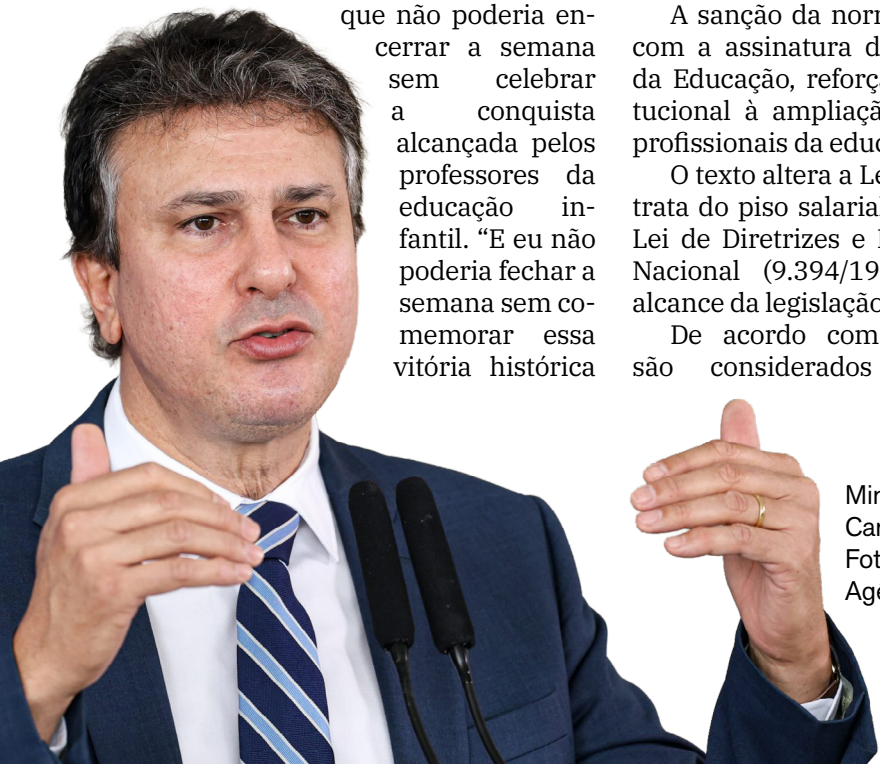 que não poderia en-
cerrar a semana
sem celebrar
a conquista
alcançada pelos
professores da
educação in-
fantil. “E eu não
poderia fechar a
semana sem co-
memorar essa
vitória histórica
A sanção da
com a assinatura
da Educação,
tucional à
profissionais da
O texto altera a
trata do piso
Lei de Diretrizes e
Nacional
alcance da legislação
De acordo com
são considerados